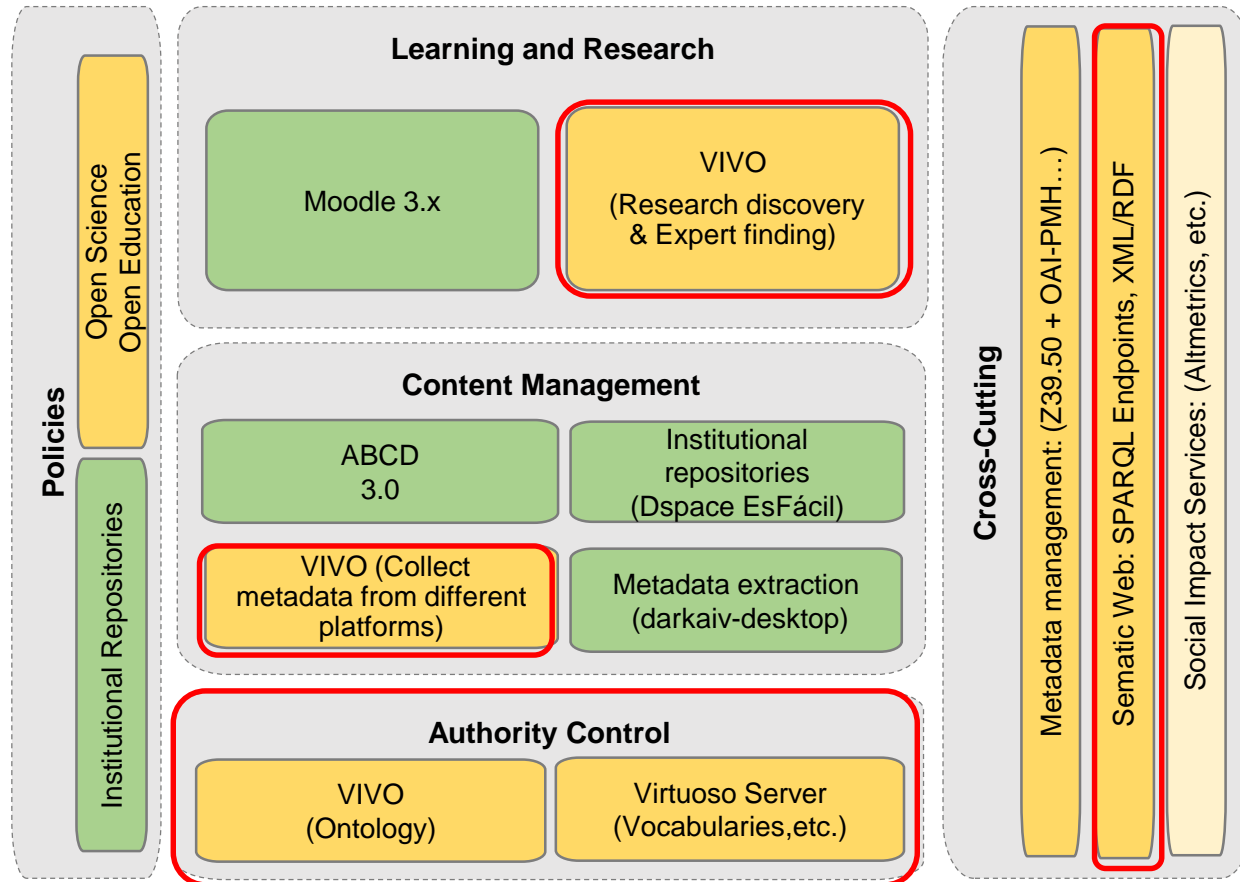 Policies
Open Science
Open Education
Institutional Repositories
Learning and Research
Moodle 3.x
VIVO
(Research discovery
& Expert finding)
Content Management
ABCD
3.0
Institutional
repositories
(Dspace EsFácil)
VIVO (Collect
metadata from different
platforms)
Metadata extraction
(darkaiv-desktop)
Authority Control
VIVO
(Ontology)
Virtuoso Server
(Vocabularies,etc.)
Cross-Cutting
Metadata management: (Z39.50 + OAI-PMH…)
Sematic Web: SPARQL Endpoints, XML/RDF
Social Impact Services: (Altmetrics, etc.)